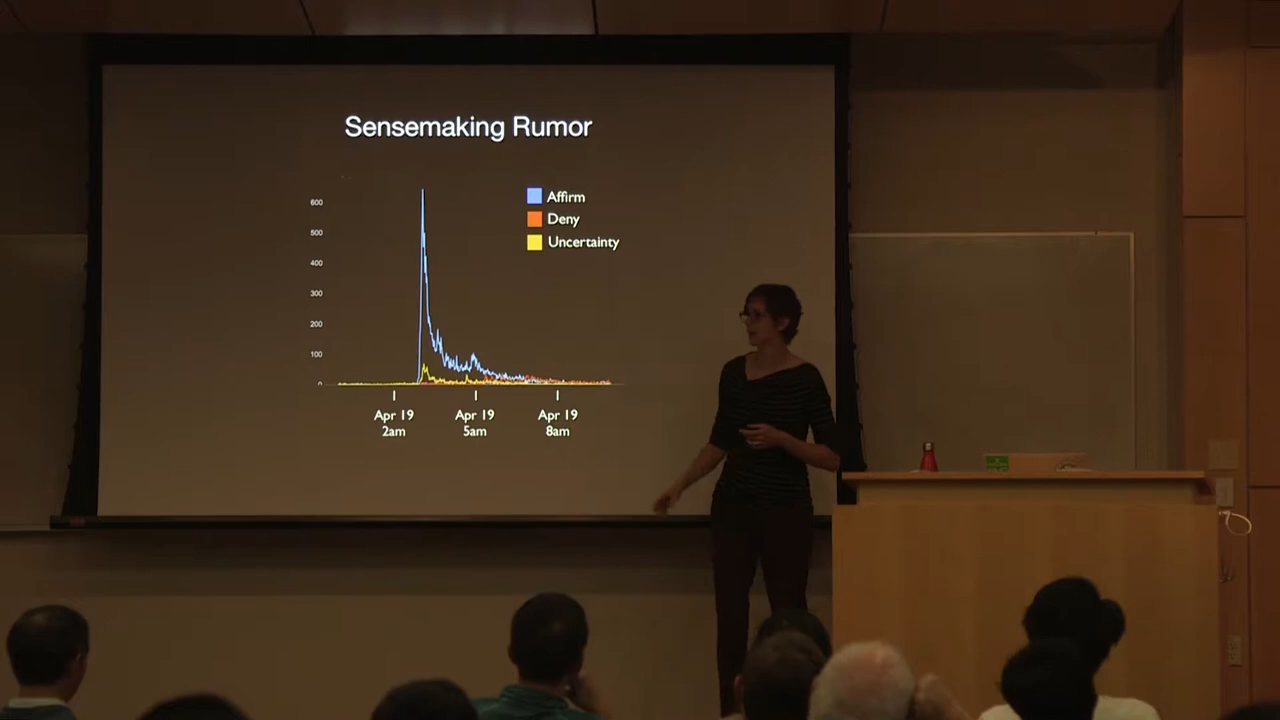 Sensemaking Rumor
Affirm
Deny
Uncertainty
600
500
400
300
200
100
0
Apr 19
2am
Apr 19
5am
Apr 19
8am